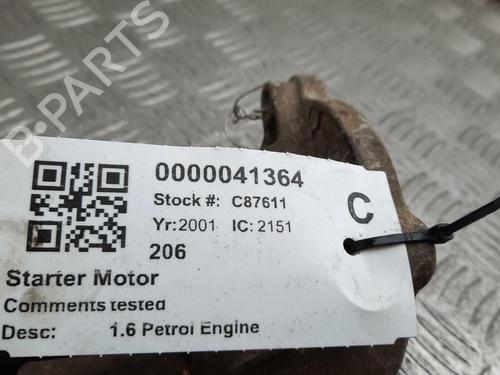 0000041364
Stock #: C87611
Yr:2001 IC: 2151
C
206
Starter Motor
Comments tested
Desc: 1.6 Petrol Engine
B-PARTS